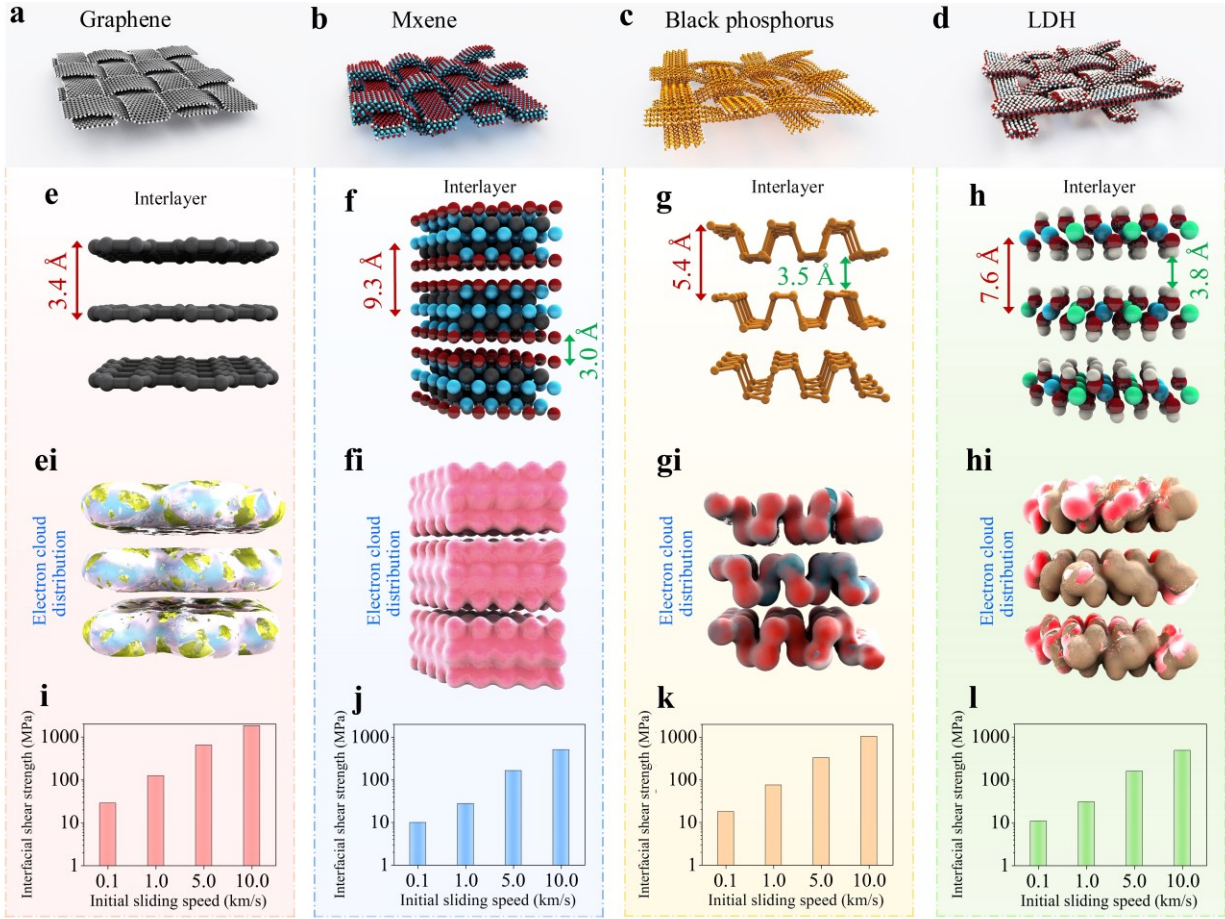 a Graphene
b Mxene
c Black phosphorus
d LDH
e Interlayer
3.4 Å
f Interlayer
9.3 Å
3.0 Å
g Interlayer
5.4 Å
3.5 Å
h Interlayer
7.6 Å
3.8 Å
ei
Electron cloud
distribution
fi
Electron cloud
distribution
gi
Electron cloud
distribution
hi
Electron cloud
distribution
i
Interfacial shear strength (MPa)
1000
100
10
1
0.1 1.0 5.0 10.0
Initial sliding speed (km/s)
j
Interfacial shear strength (MPa)
1000
100
10
1
0.1 1.0 5.0 10.0
Initial sliding speed (km/s)
k
Interfacial shear strength (MPa)
1000
100
10
1
0.1 1.0 5.0 10.0
Initial sliding speed (km/s)
l
Interfacial shear strength (MPa)
1000
100
10
1
0.1 1.0 5.0 10.0
Initial sliding speed (km/s)